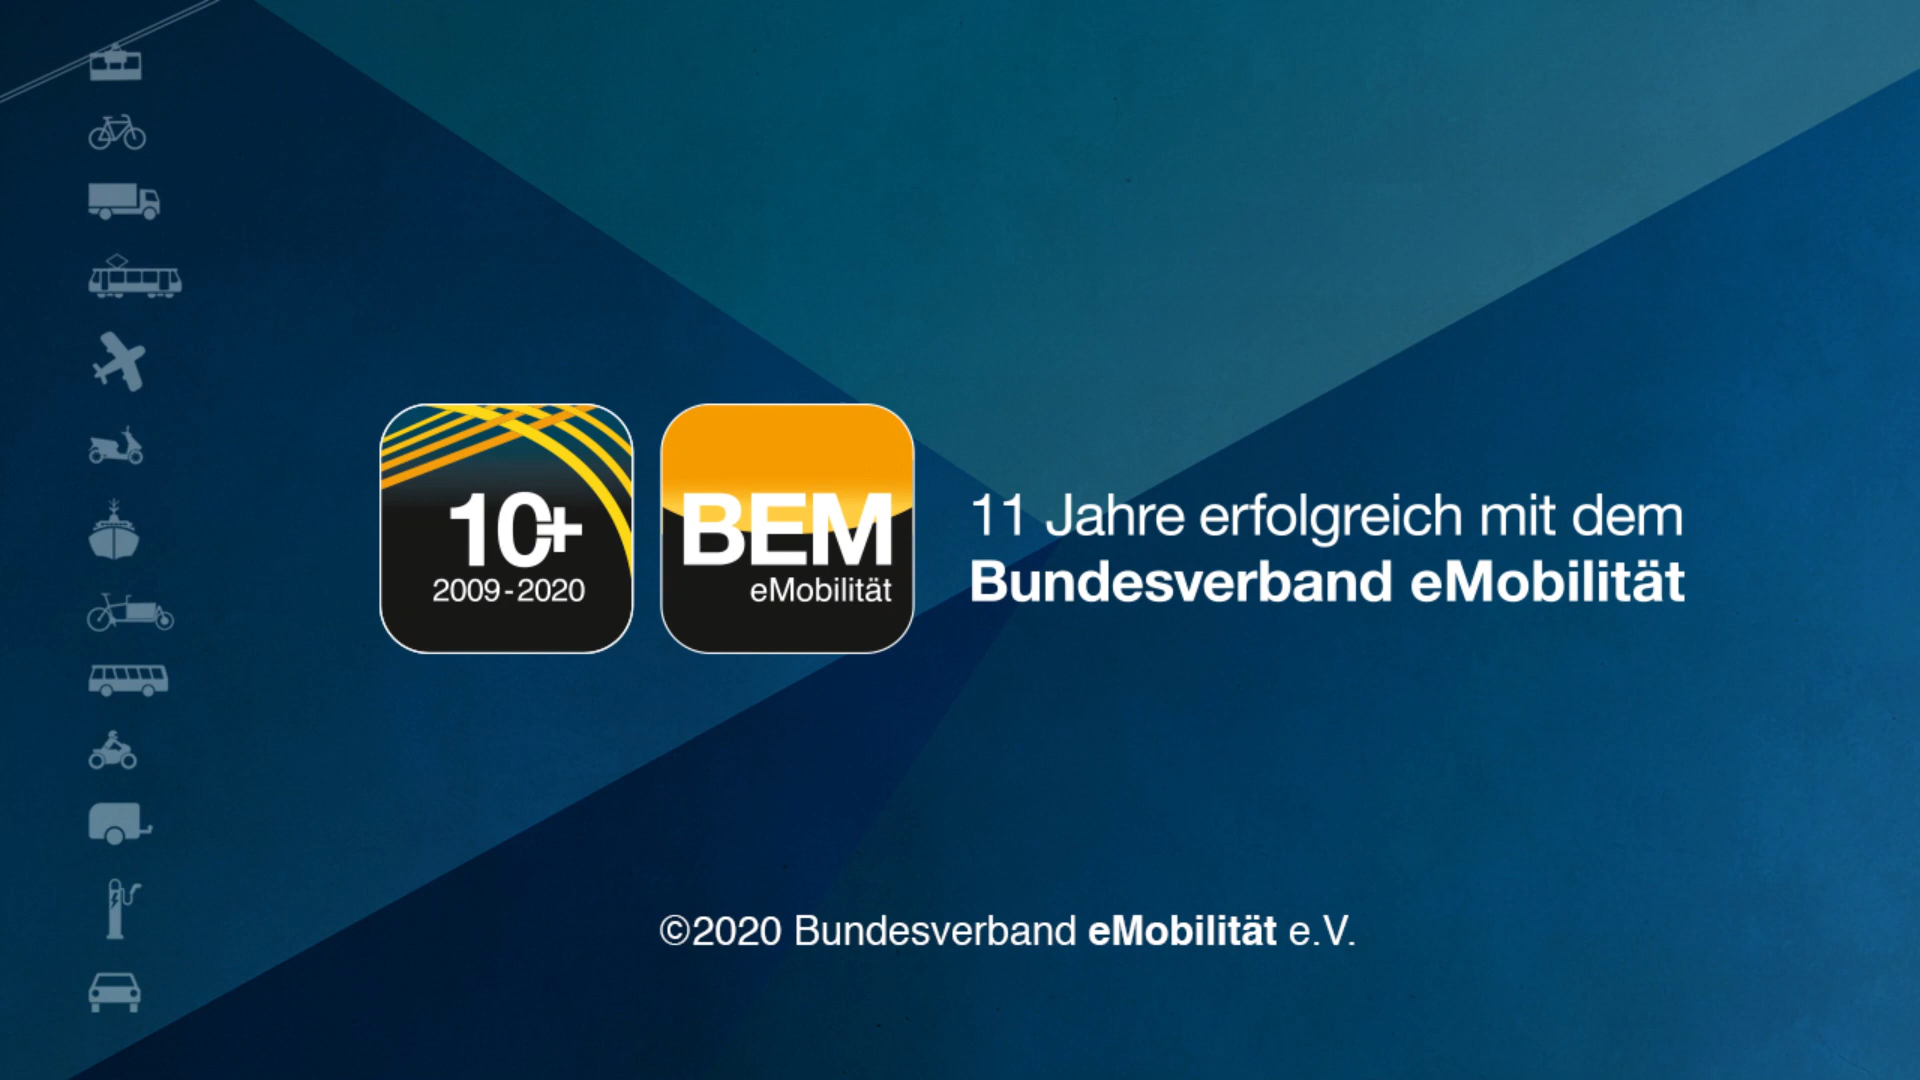 10+
2009-2020
BEM
eMobilität
11 Jahre erfolgreich mit dem
Bundesverband eMobilität
©2020 Bundesverband eMobilität e.V.